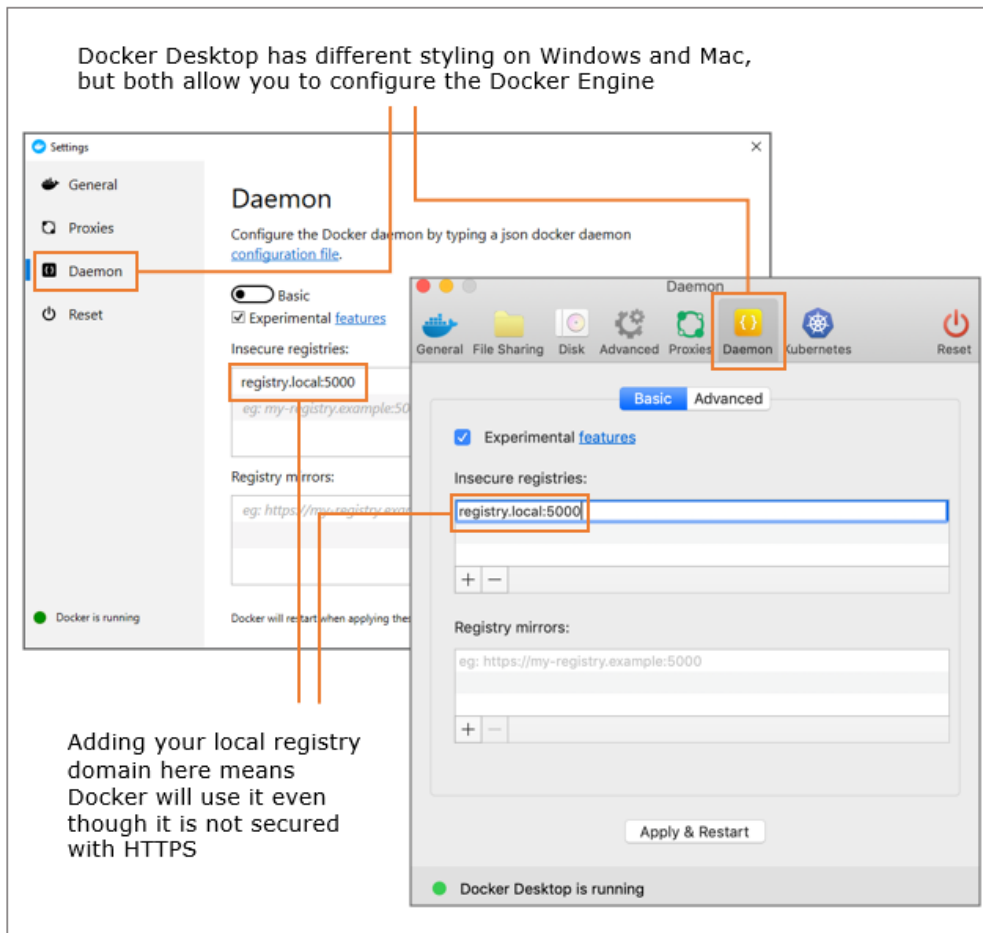 Docker Desktop has different styling on Windows and Mac,
but both allow you to configure the Docker Engine
Settings
General
Proxies
Daemon
Reset
Daemon
Configure the Docker daemon by typing a json docker daemon
configuration file.
Basic
Experimental features
Insecure registries:
registry.local:5000
eg: my-registry.example:50
Registry mirrors:
eg: https://my-registry.exam
Docker is running
Docker will restart when applying thes
Daemon
General File Sharing Disk Advanced Proxies Daemon Kubernetes Reset
Basic Advanced
Experimental features
Insecure registries:
registry.local:5000
Registry mirrors:
eg: https://my-registry.example:5000
Apply & Restart
Docker Desktop is running
Adding your local registry
domain here means
Docker will use it even
though it is not secured
with HTTPS